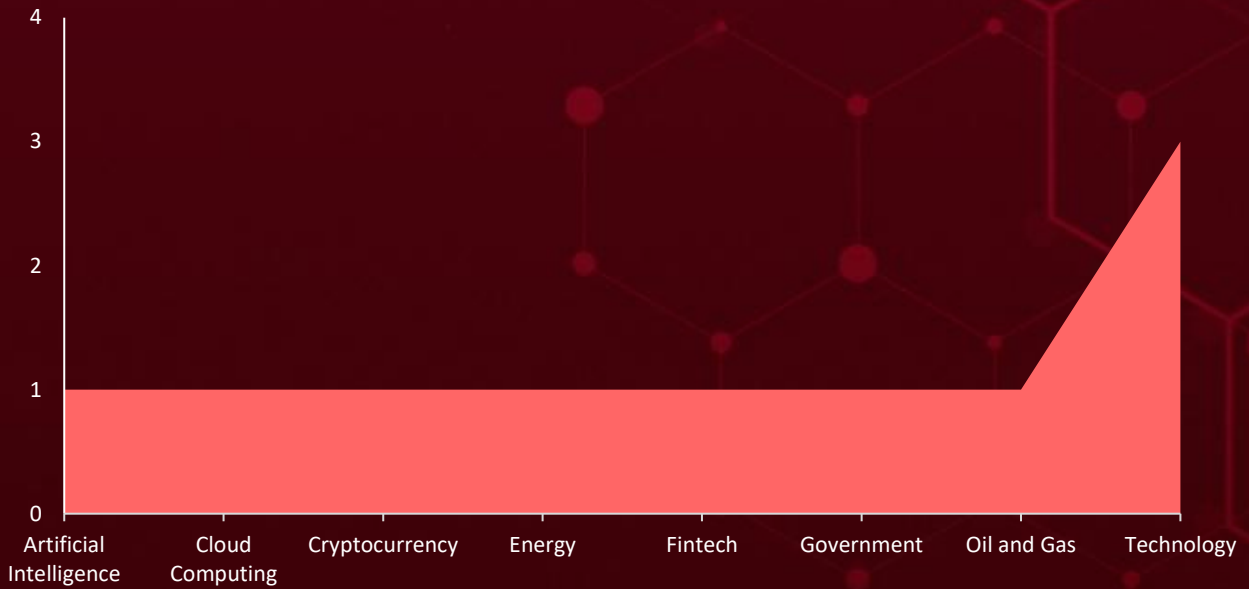 4
3
2
1
0
Artificial Intelligence
Cloud Computing
Cryptocurrency
Energy
Fintech
Government
Oil and Gas
Technology